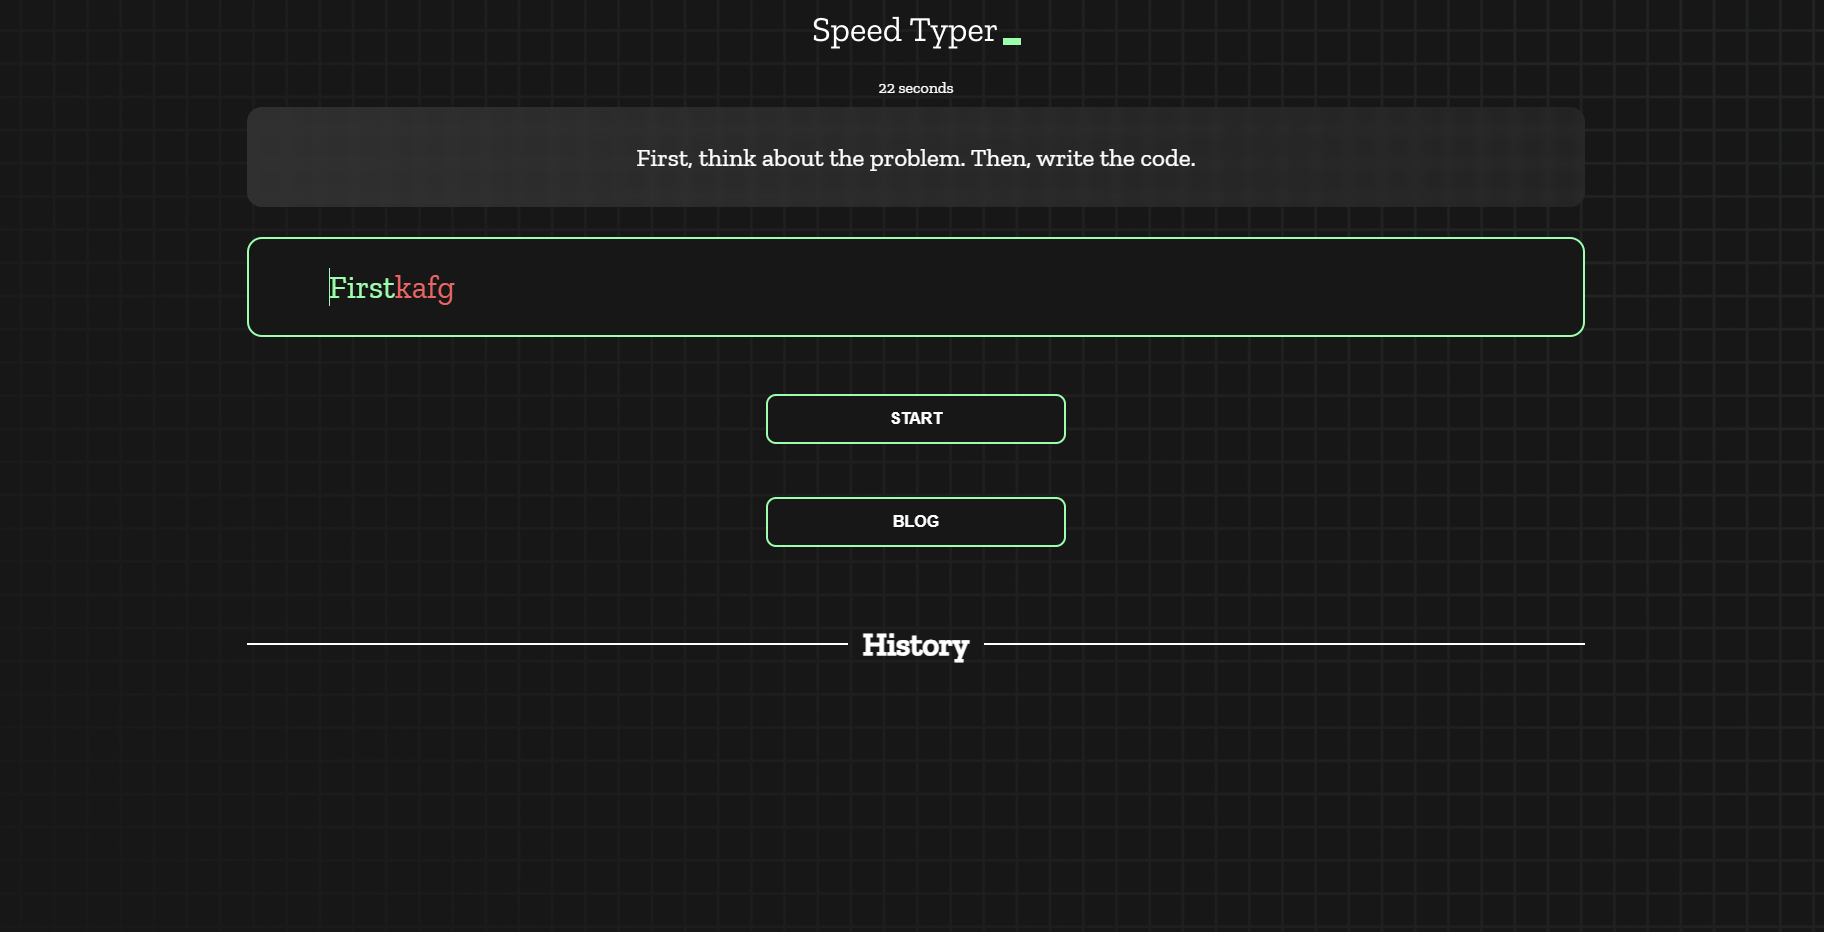 Speed Typer
22 seconds
First, think about the problem. Then, write the code.
Firstkafg
START
BLOG
History